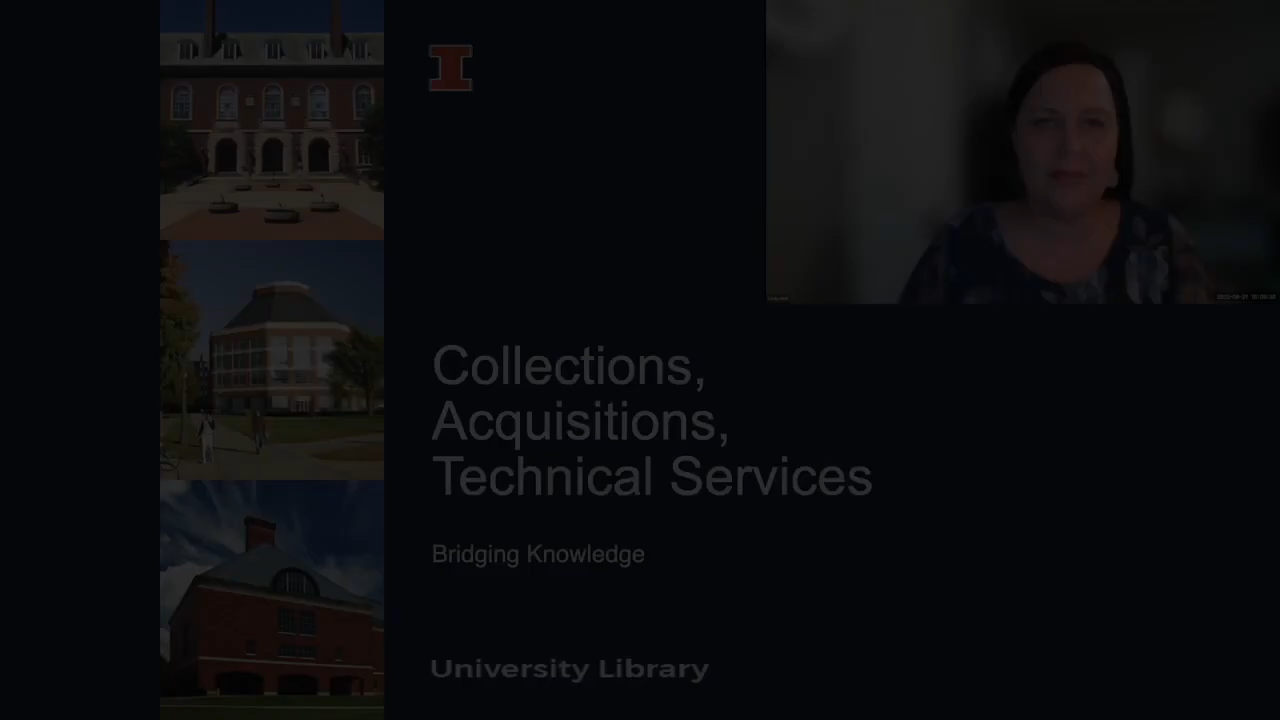 I
Collections,
Acquisitions,
Technical Services
Bridging Knowledge
University Library